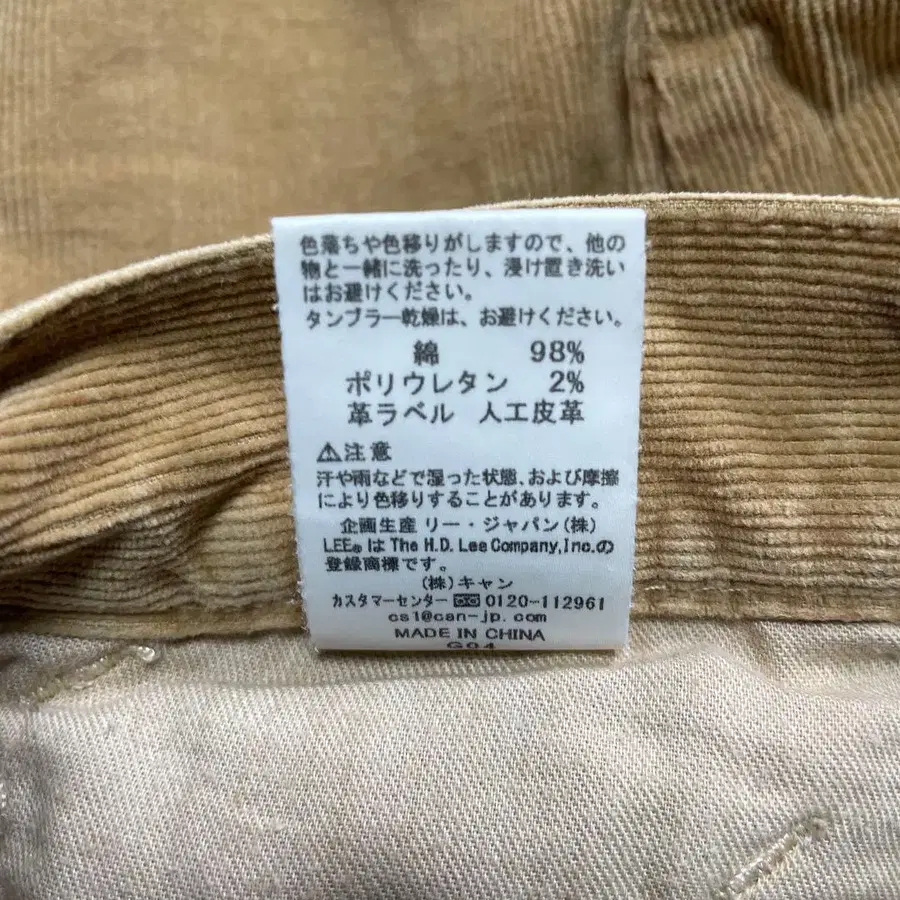 色落ちや色移りがしますので、他の
物と一緒に洗ったり、浸け置き洗い
はお避けください。
タンブラー乾燥は、お避けください。
綿 98%
ポリウレタン 2%
革ラベル 人工皮革
⚠注意
汗や雨などで湿った状態、および摩擦
により色移りすることがあります。
企画生産 リー・ジャパン(株)
LEE® は The H.D. Lee Company,Inc.の
登録商標です。
(株)キャン
カスタマーセンター 0120-112961
cs1@can-jp.com
MADE IN CHINA